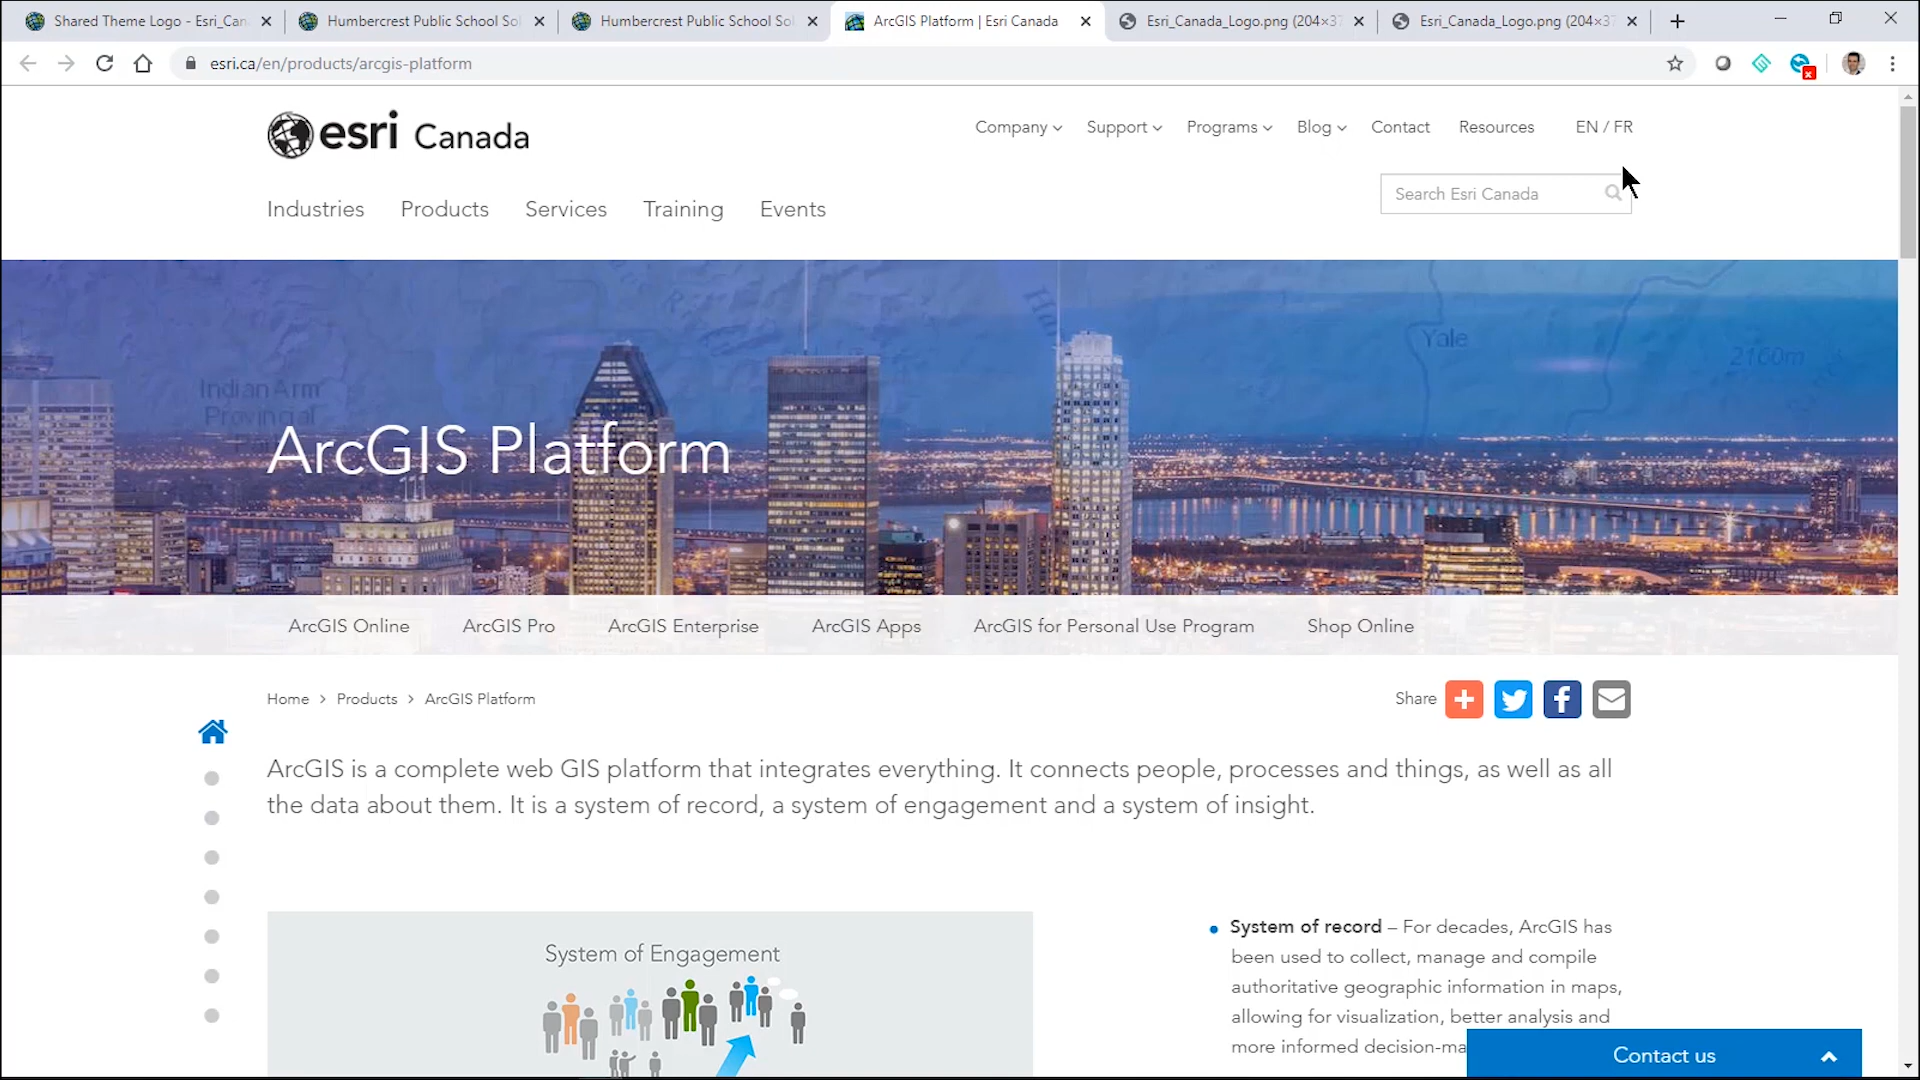 Shared Theme Logo - Esri_Can
Humbercrest Public School Sol
Humbercrest Public School Sol
ArcGIS Platform | Esri Canada
Esri_Canada_Logo.png (204×37
Esri_Canada_Logo.png (204×37
esri.ca/en/products/arcgis-platform
esri Canada
Company
Support
Programs
Blog
Contact
Resources
EN / FR
Search Esri Canada
Industries
Products
Services
Training
Events
Indian Arm
Provincial
Yale
2160m
ArcGIS Platform
ArcGIS Online
ArcGIS Pro
ArcGIS Enterprise
ArcGIS Apps
ArcGIS for Personal Use Program
Shop Online
Home > Products > ArcGIS Platform
Share
ArcGIS is a complete web GIS platform that integrates everything. It connects people, processes and things, as well as all
the data about them. It is a system of record, a system of engagement and a system of insight.
System of Engagement
System of record – For decades, ArcGIS has
been used to collect, manage and compile
authoritative geographic information in maps,
allowing for visualization, better analysis and
more informed decision-ma
Contact us